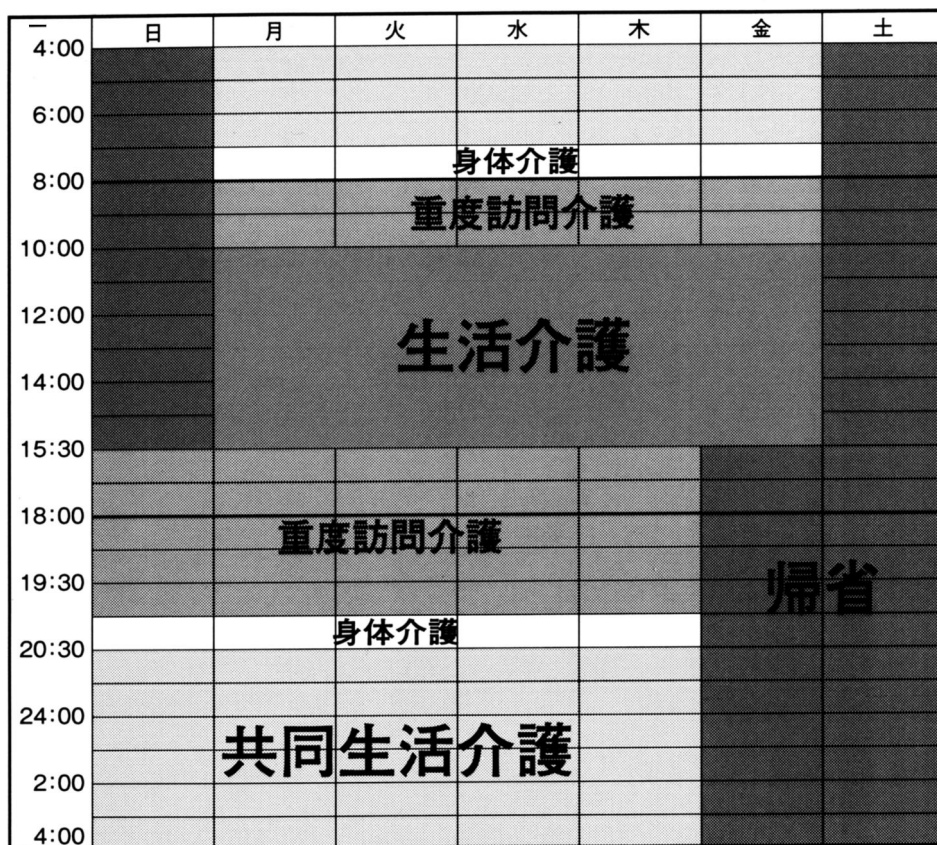 日 月 火 水 木 金 土
4:00
6:00
身体介護
8:00
重度訪問介護
10:00
12:00
生活介護
14:00
15:30
18:00
重度訪問介護
19:30
帰省
身体介護
20:30
24:00
共同生活介護
2:00
4:00